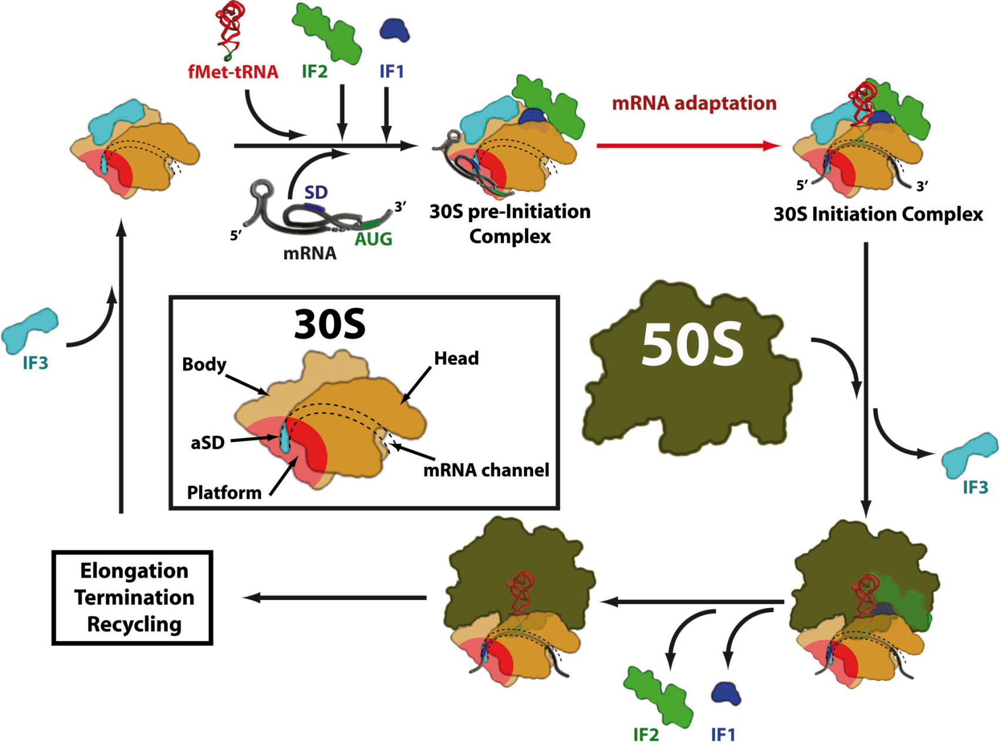 fMet-tRNA
IF2
IF1
mRNA adaptation
SD
5’
3’
AUG
mRNA
30S pre-Initiation
Complex
5’
3’
30S Initiation Complex
IF3
30S
Body
Head
aSD
mRNA channel
Platform
50S
IF3
Elongation
Termination
Recycling
IF2
IF1